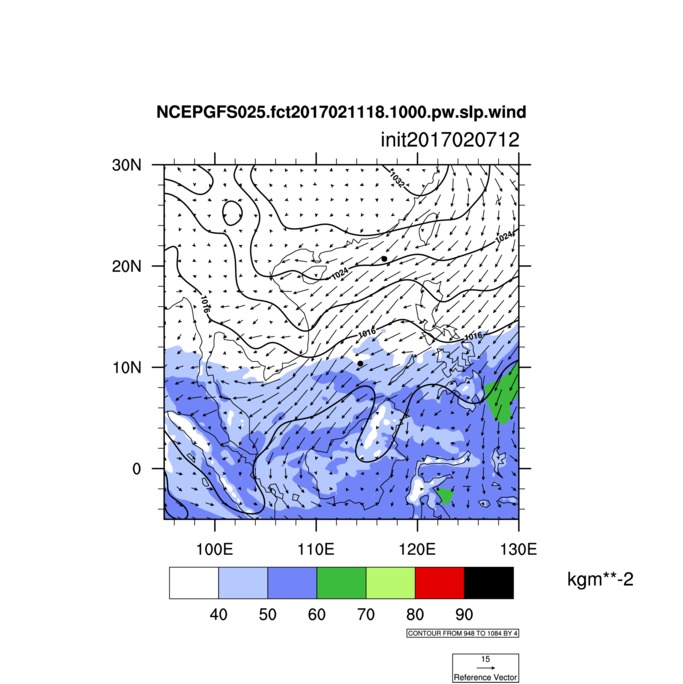 NCEPGFS025.fct2017021118.1000.pw.slp.wind
init2017020712
30N
1032
1024
20N
1024
1016
1016
1016
10N
0
100E 110E 120E 130E
kgm**-2
40 50 60 70 80 90
CONTOUR FROM 948 TO 1084 BY 4
15
Reference Vector